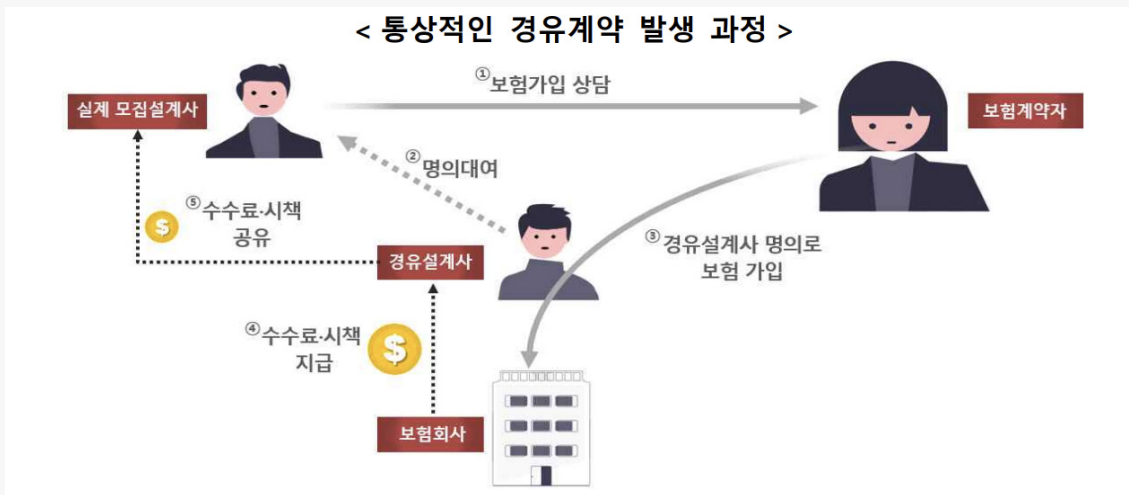 < 통상적인 경유계약 발생 과정 >
①보험가입 상담
실제 모집설계사
보험계약자
②명의대여
⑤수수료·시책
공유
$
경유설계사
③경유설계사 명의로
보험 가입
④수수료·시책
지급
$
보험회사